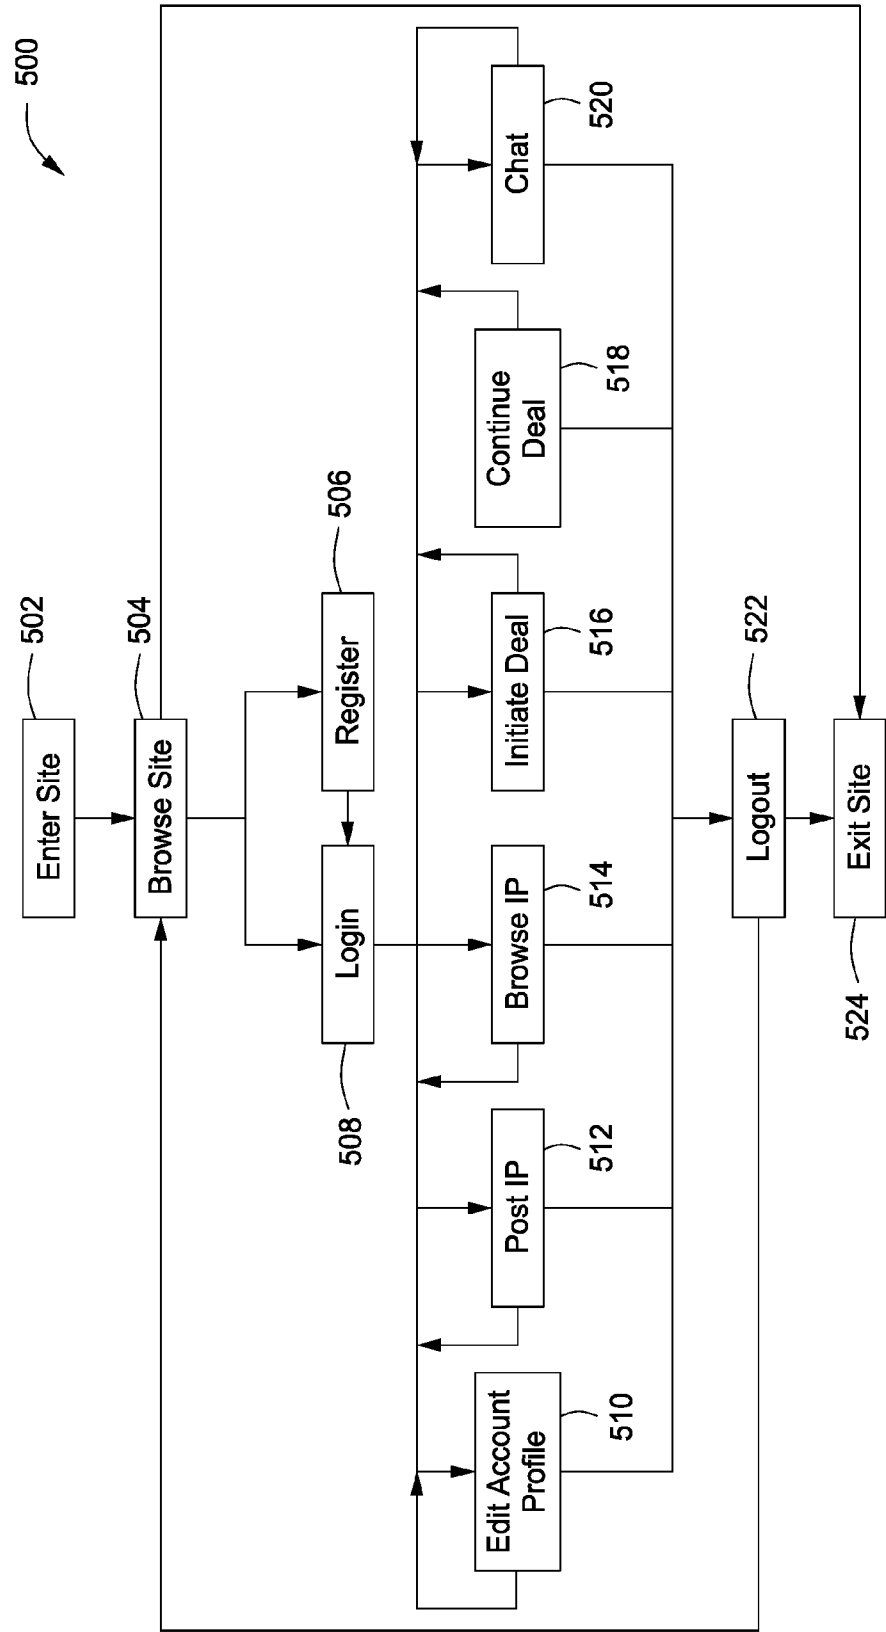 500
Enter Site
502
Browse Site
504
Register
506
Login
508
Edit Account
Profile
510
Post IP
512
Browse IP
514
Initiate Deal
516
Continue
Deal
518
Chat
520
Logout
522
Exit Site
524